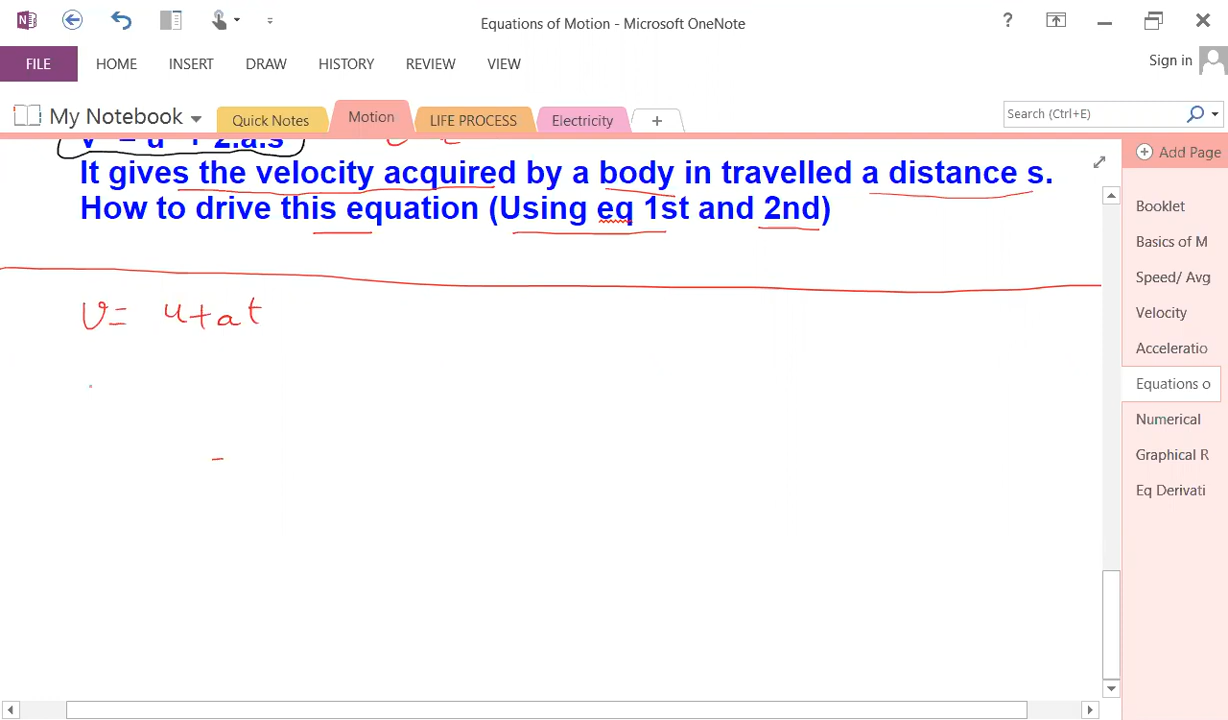 Equations of Motion - Microsoft OneNote
?
FILE HOME INSERT DRAW HISTORY REVIEW VIEW
Sign in
My Notebook Quick Notes Motion LIFE PROCESS Electricity +
Search (Ctrl+E)
Add Page
It gives the velocity acquired by a body in travelled a distance s.
How to drive this equation (Using eq 1st and 2nd)
v = u + at
Booklet
Basics of M
Speed/ Avg
Velocity
Acceleratio
Equations o
Numerical
Graphical R
Eq Derivati